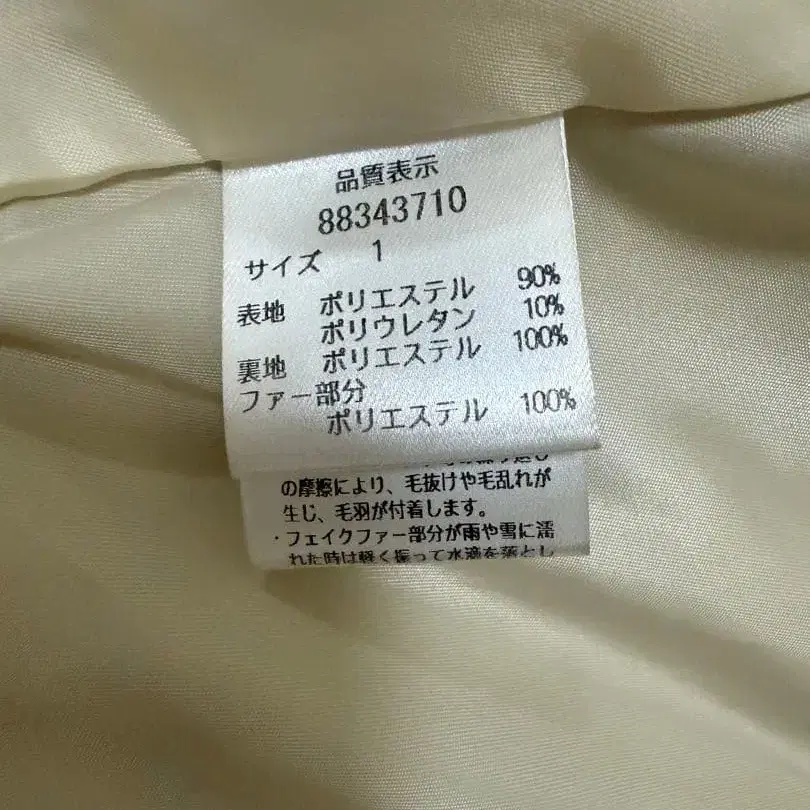 品質表示
88343710
サイズ 1
表地 ポリエステル 90%
ポリウレタン 10%
裏地 ポリエステル 100%
ファー部分
ポリエステル 100%
の摩擦により、毛抜けや毛乱れが
生じ、毛羽が付着します。
・フェイクファー部分が雨や雪に濡
れた時は軽く振って水滴を落とし